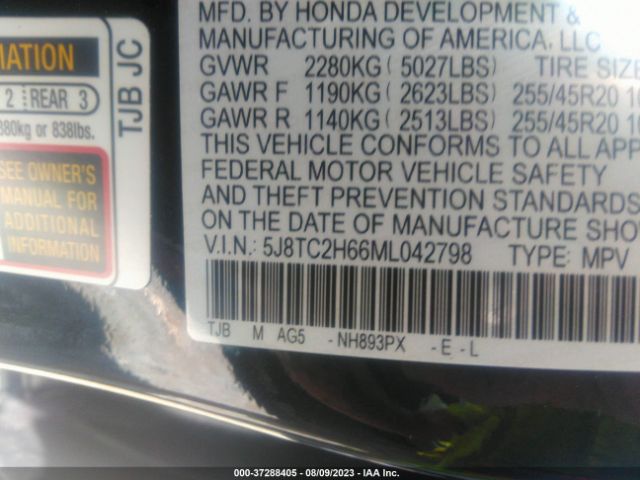 MATION
2 REAR 3
380kg or 838lbs.
SEE OWNER'S
MANUAL FOR
ADDITIONAL
INFORMATION
TJB JC
MFD. BY HONDA DEVELOPMENT &
MANUFACTURING OF AMERICA, LLC
GVWR 2280KG ( 5027LBS) TIRE SIZE
GAWR F 1190KG ( 2623LBS) 255/45R20 10
GAWR R 1140KG ( 2513LBS) 255/45R20 10
THIS VEHICLE CONFORMS TO ALL APP
FEDERAL MOTOR VEHICLE SAFETY
AND THEFT PREVENTION STANDARDS
ON THE DATE OF MANUFACTURE SHO
V.I.N.: 5J8TC2H66ML042798 TYPE: MPV
TJB M AG5 -NH893PX -E-L
000-37288405 - 08/09/2023 - IAA Inc.